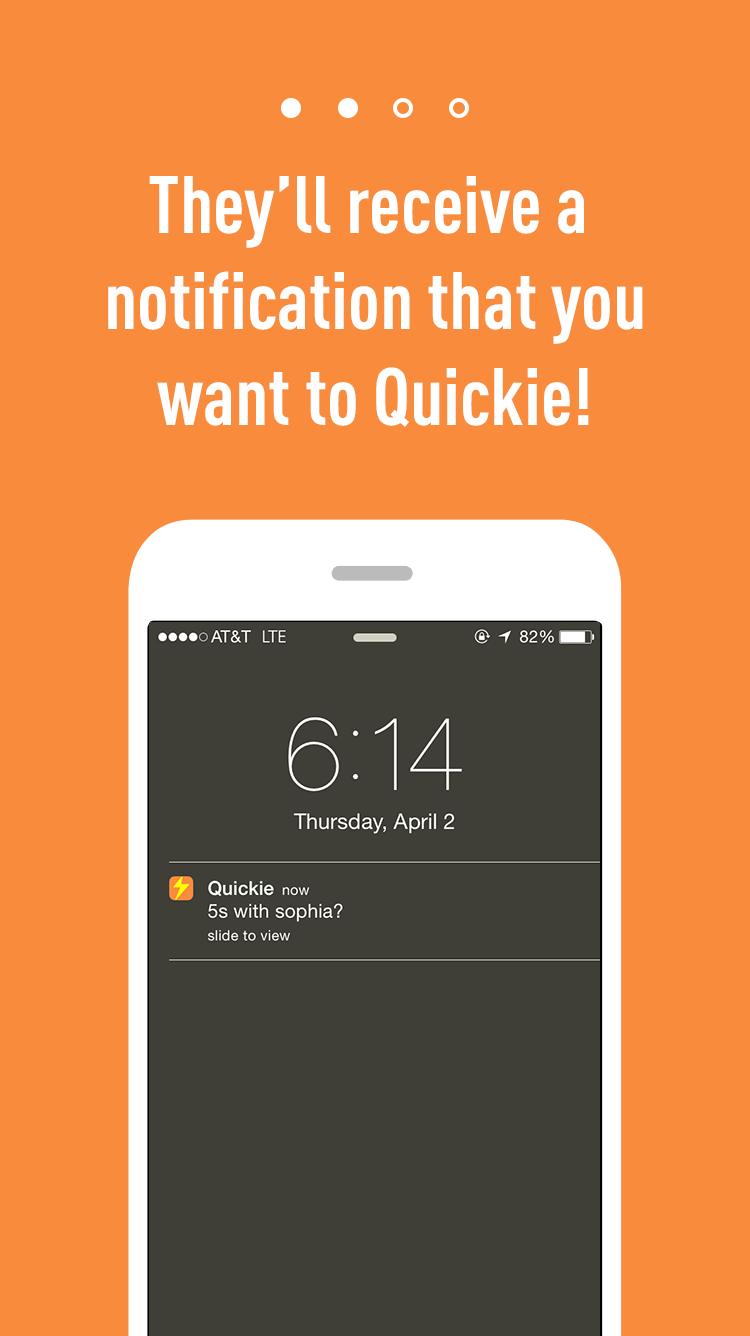 They’ll receive a
notification that you
want to Quickie!
AT&T LTE 82%
6:14
Thursday, April 2
Quickie now
5s with sophia?
slide to view